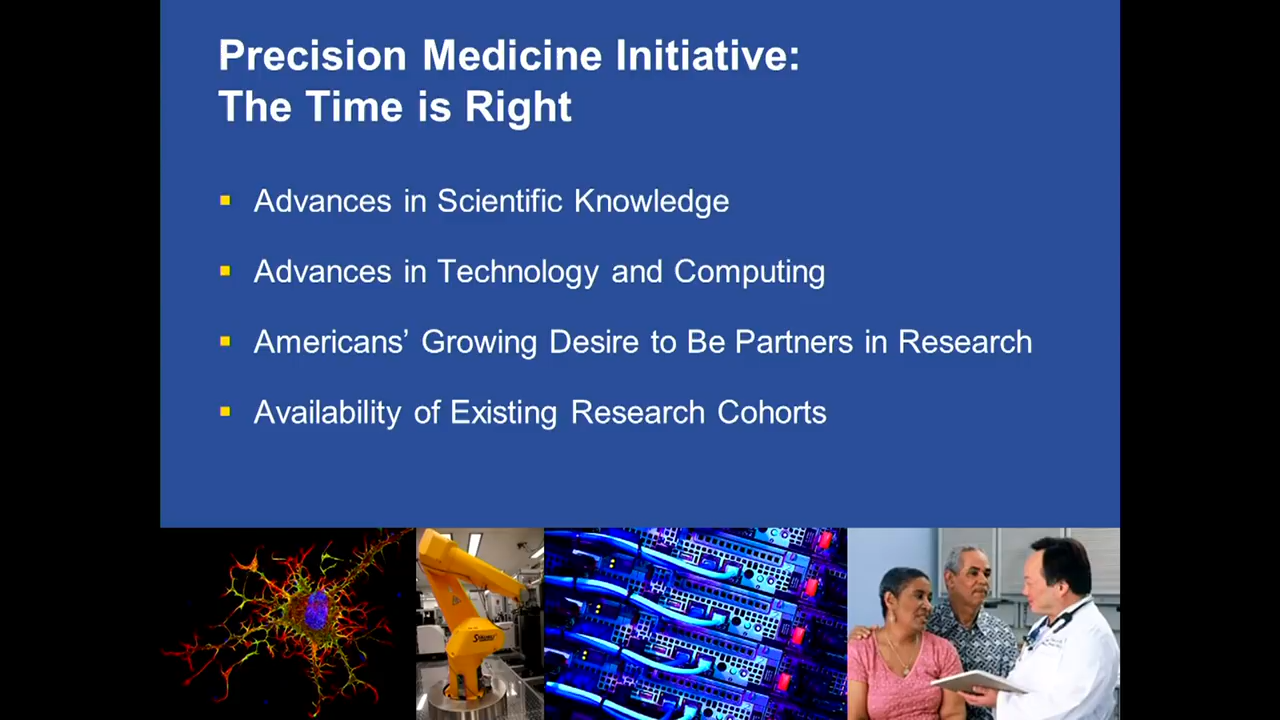 Precision Medicine Initiative:
The Time is Right
Advances in Scientific Knowledge
Advances in Technology and Computing
Americans’ Growing Desire to Be Partners in Research
Availability of Existing Research Cohorts